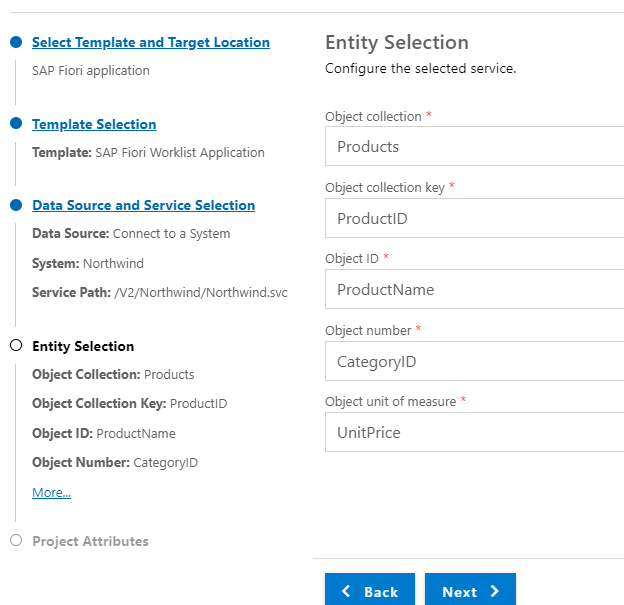 Select Template and Target Location
SAP Fiori application
Template Selection
Template: SAP Fiori Worklist Application
Data Source and Service Selection
Data Source: Connect to a System
System: Northwind
Service Path: /V2/Northwind/Northwind.svc
Entity Selection
Object Collection: Products
Object Collection Key: ProductID
Object ID: ProductName
Object Number: CategoryID
More...
Project Attributes
Entity Selection
Configure the selected service.
Object collection *
Products
Object collection key *
ProductID
Object ID *
ProductName
Object number *
CategoryID
Object unit of measure *
UnitPrice
Back
Next